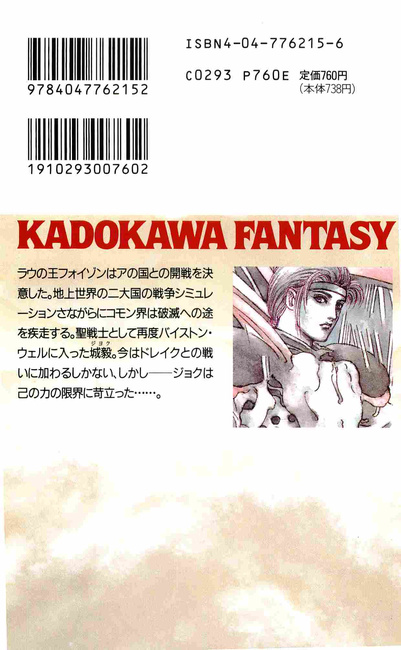 ISBN4-04-776215-6
C0293 P760E 定価760円
(本体738円)
9784047762152
1910293007602
KADOKAWA FANTASY
ラウの王フォイゾンはアの国との開戦を決
意した。地上世界の二大国の戦争シミュレ
ーションさながらにコモン界は破滅への途
を疾走する。聖戦士として再度バイストン・
ウェルに入った城毅。今はドレイクとの戦
ジョク
いに加わるしかない、しかし――ジョクは
己の力の限界に苛立った……。